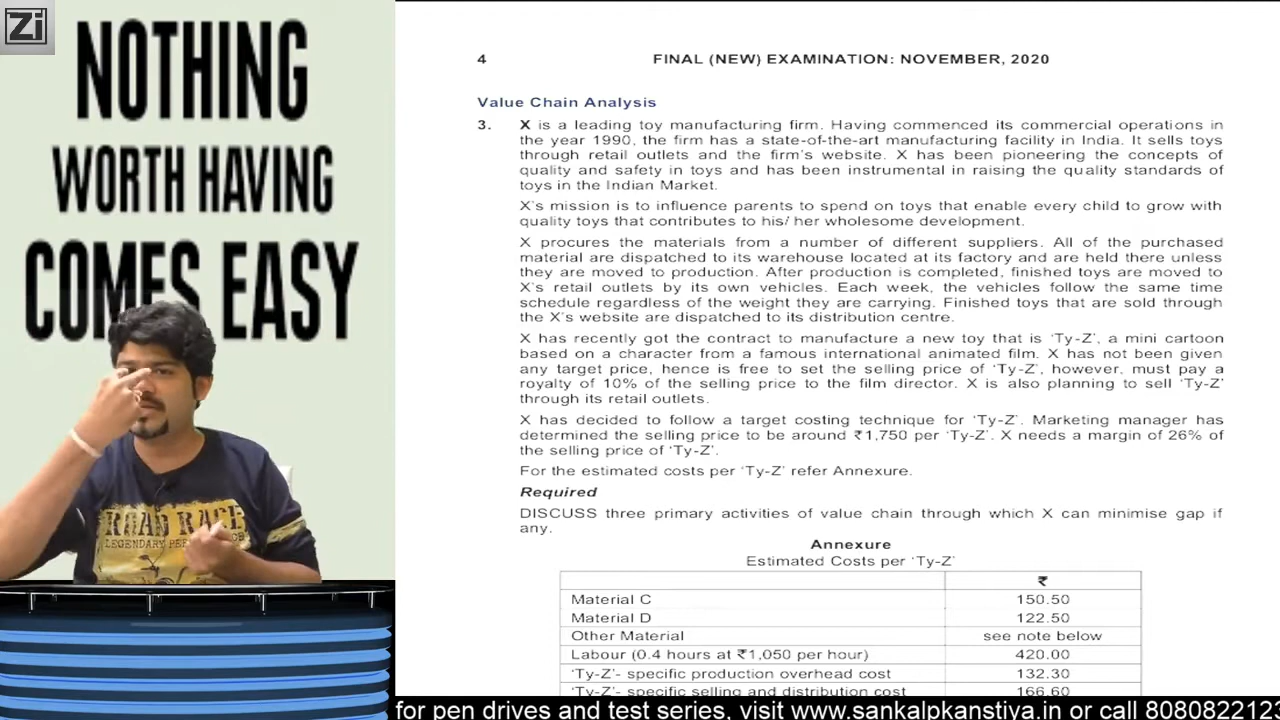 Zi
NOTHING
WORTH HAVING
COMES EASY
ROAD RACE
4 FINAL (NEW) EXAMINATION: NOVEMBER, 2020
Value Chain Analysis
3. X is a leading toy manufacturing firm. Having commenced its commercial operations in
the year 1990, the firm has a state-of-the-art manufacturing facility in India. It sells toys
through retail outlets and the firm's website. X has been pioneering the concepts of
quality and safety in toys and has been instrumental in raising the quality standards of
toys in the Indian Market.
X's mission is to influence parents to spend on toys that enable every child to grow with
quality toys that contributes to his/ her wholesome development.
X procures the materials from a number of different suppliers. All of the purchased
material are dispatched to its warehouse located at its factory and are held there unless
they are moved to production. After production is completed, finished toys are moved to
X's retail outlets by its own vehicles. Each week, the vehicles follow the same time
schedule regardless of the weight they are carrying. Finished toys that are sold through
the X's website are dispatched to its distribution centre.
X has recently got the contract to manufacture a new toy that is 'Ty-Z', a mini cartoon
based on a character from a famous international animated film. X has not been given
any target price, hence is free to set the selling price of 'Ty-Z', however, must pay a
royalty of 10% of the selling price to the film director. X is also planning to sell 'Ty-Z'
through its retail outlets.
X has decided to follow a target costing technique for 'Ty-Z'. Marketing manager has
determined the selling price to be around ₹1,750 per 'Ty-Z'. X needs a margin of 26% of
the selling price of 'Ty-Z'.
For the estimated costs per 'Ty-Z' refer Annexure.
Required
DISCUSS three primary activities of value chain through which X can minimise gap if
any.
Annexure
Estimated Costs per 'Ty-Z'
₹
Material C 150.50
Material D 122.50
Other Material see note below
Labour (0.4 hours at ₹1,050 per hour) 420.00
'Ty-Z'- specific production overhead cost 132.30
'Ty-Z'- specific selling and distribution cost 166.60
for pen drives and test series, visit www.sankalpkanstiya.in or call 8080822123